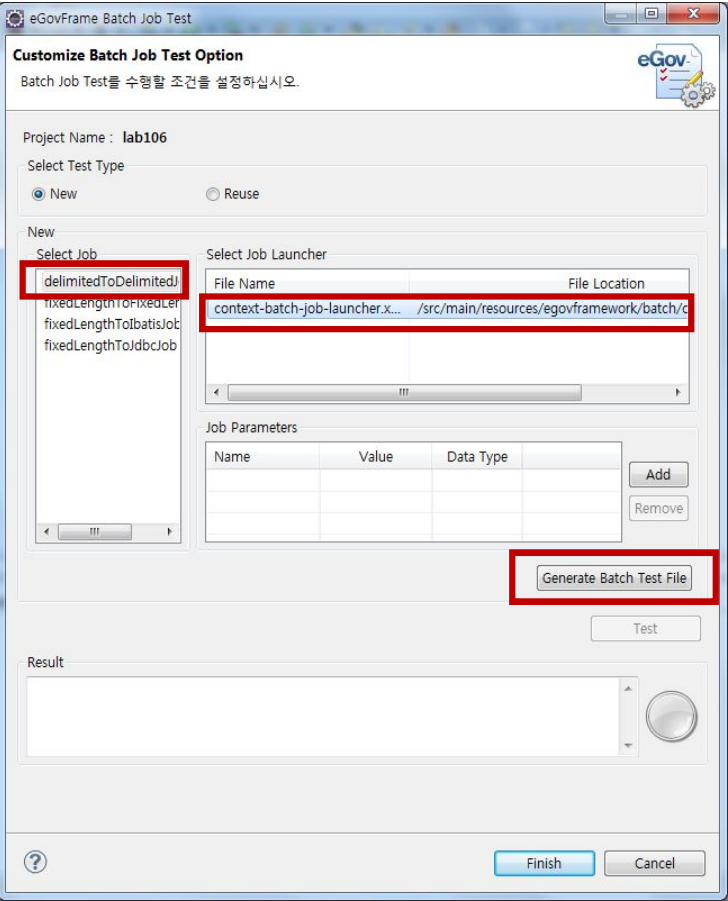 eGovFrame Batch Job Test
Customize Batch Job Test Option
Batch Job Test를 수행할 조건을 설정하십시오.
eGov
Project Name : lab106
Select Test Type
New
Reuse
New
Select Job
delimitedToDelimitedJ
fixedLengthToFixedLen
fixedLengthToIbatisJob
fixedLengthToJdbcJob
Select Job Launcher
File Name File Location
context-batch-job-launcher.x... /src/main/resources/egovframework/batch/c
Job Parameters
Name Value Data Type
Add
Remove
Generate Batch Test File
Test
Result
Finish
Cancel